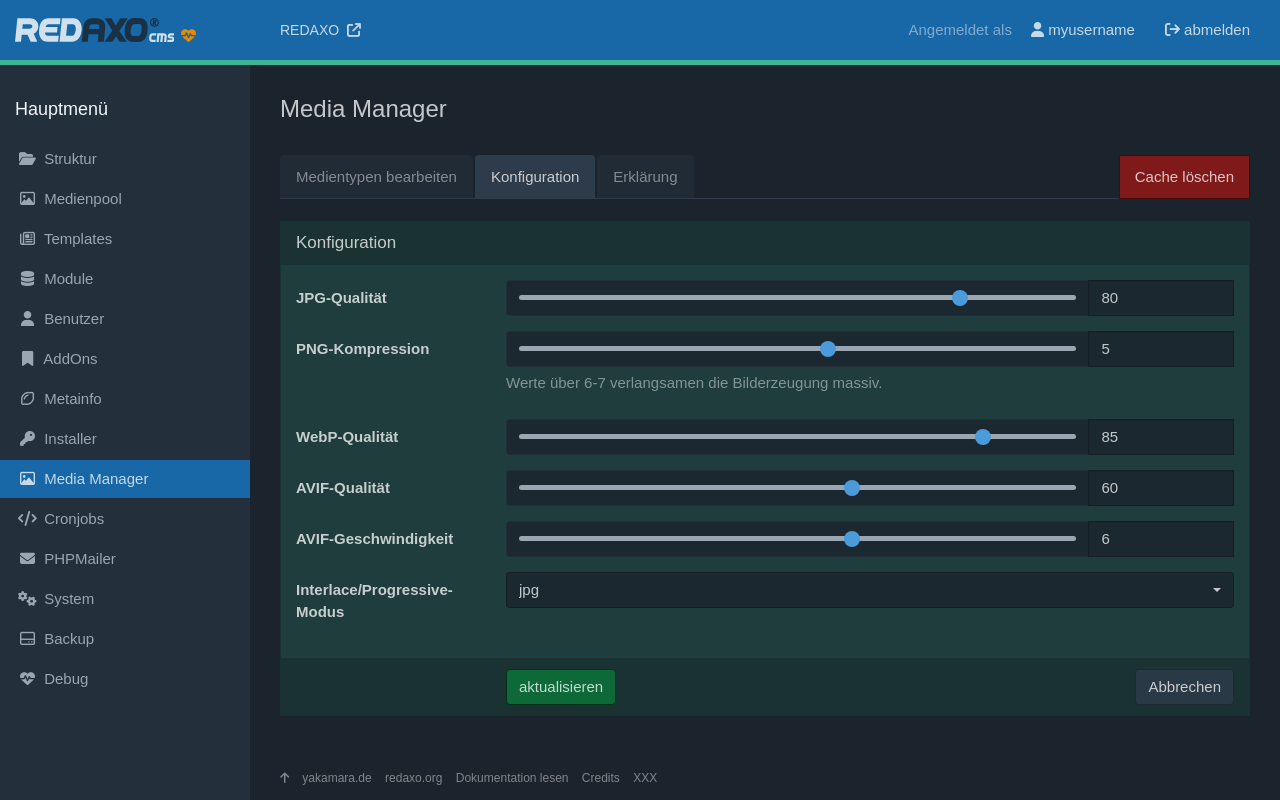 REDAXO® cms
REDAXO
Angemeldet als myusername abmelden
Hauptmenü
Struktur
Medienpool
Templates
Module
Benutzer
AddOns
Metainfo
Installer
Media Manager
Cronjobs
PHPMailer
System
Backup
Debug
Media Manager
Medientypen bearbeiten Konfiguration Erklärung Cache löschen
Konfiguration
JPG-Qualität 80
PNG-Kompression 5
Werte über 6-7 verlangsamen die Bilderzeugung massiv.
WebP-Qualität 85
AVIF-Qualität 60
AVIF-Geschwindigkeit 6
Interlace/Progressive-
Modus
jpg
aktualisieren Abbrechen
yakamara.de redaxo.org Dokumentation lesen Credits XXX